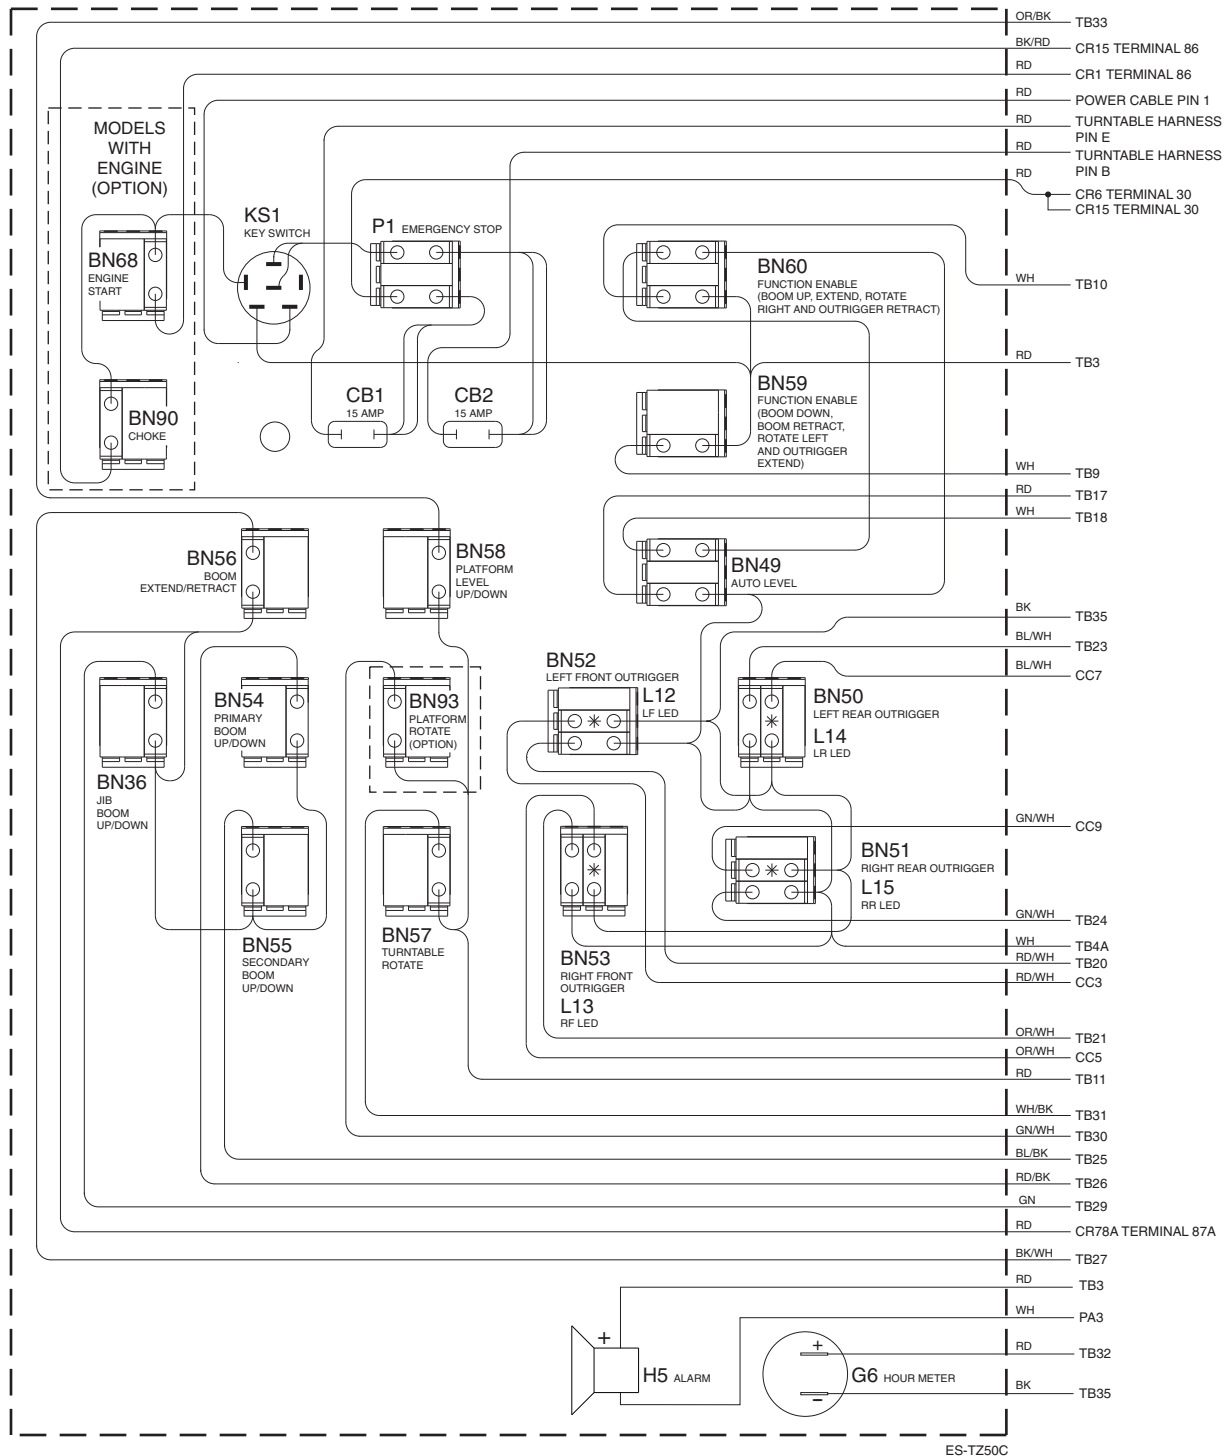 OR/BK
TB33
BK/RD
CR15 TERMINAL 86
RD
CR1 TERMINAL 86
RD
POWER CABLE PIN 1
RD
TURNTABLE HARNESS
PIN E
RD
TURNTABLE HARNESS
PIN B
RD
CR6 TERMINAL 30
CR15 TERMINAL 30
MODELS
WITH
ENGINE
(OPTION)
BN68
ENGINE
START
BN90
CHOKE
KS1
KEY SWITCH
P1 EMERGENCY STOP
CB1
15 AMP
CB2
15 AMP
BN60
FUNCTION ENABLE
(BOOM UP, EXTEND, ROTATE
RIGHT AND OUTRIGGER RETRACT)
WH
TB10
RD
TB3
BN59
FUNCTION ENABLE
(BOOM DOWN,
BOOM RETRACT,
ROTATE LEFT
AND OUTRIGGER
EXTEND)
WH
TB9
RD
TB17
WH
TB18
BN56
BOOM
EXTEND/RETRACT
BN58
PLATFORM
LEVEL
UP/DOWN
BN49
AUTO LEVEL
BK
TB35
BL/WH
TB23
BL/WH
CC7
BN36
JIB
BOOM
UP/DOWN
BN54
PRIMARY
BOOM
UP/DOWN
BN93
PLATFORM
ROTATE
(OPTION)
BN52
LEFT FRONT OUTRIGGER
L12
LF LED
BN50
LEFT REAR OUTRIGGER
L14
LR LED
GN/WH
CC9
BN51
RIGHT REAR OUTRIGGER
L15
RR LED
BN55
SECONDARY
BOOM
UP/DOWN
BN57
TURNTABLE
ROTATE
BN53
RIGHT FRONT
OUTRIGGER
L13
RF LED
GN/WH
TB24
WH
TB4A
RD/WH
TB20
RD/WH
CC3
OR/WH
TB21
OR/WH
CC5
RD
TB11
WH/BK
TB31
GN/WH
TB30
BL/BK
TB25
RD/BK
TB26
GN
TB29
RD
CR78A TERMINAL 87A
BK/WH
TB27
RD
TB3
WH
PA3
RD
TB32
BK
TB35
+
H5 ALARM
+
−
G6 HOUR METER
ES-TZ50C